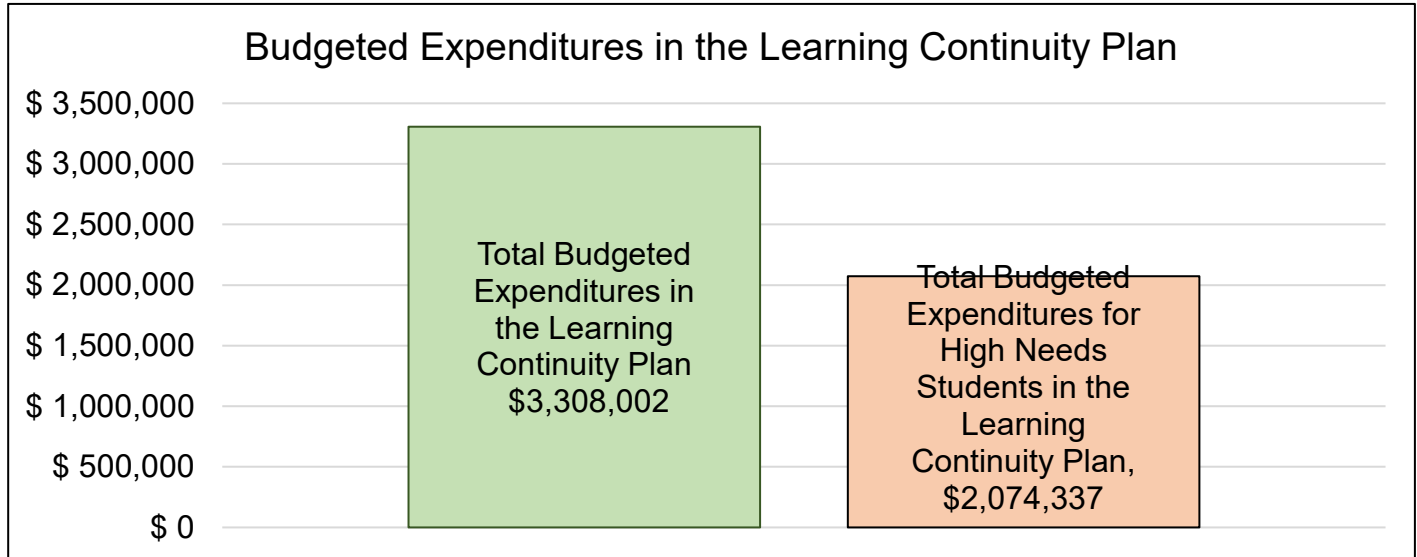 Budgeted Expenditures in the Learning Continuity Plan
$ 3,500,000
$ 3,000,000
$ 2,500,000
$ 2,000,000
$ 1,500,000
$ 1,000,000
$ 500,000
$ 0
Total Budgeted
Expenditures in
the Learning
Continuity Plan
$3,308,002
Total Budgeted
Expenditures for
High Needs
Students in the
Learning
Continuity Plan,
$2,074,337